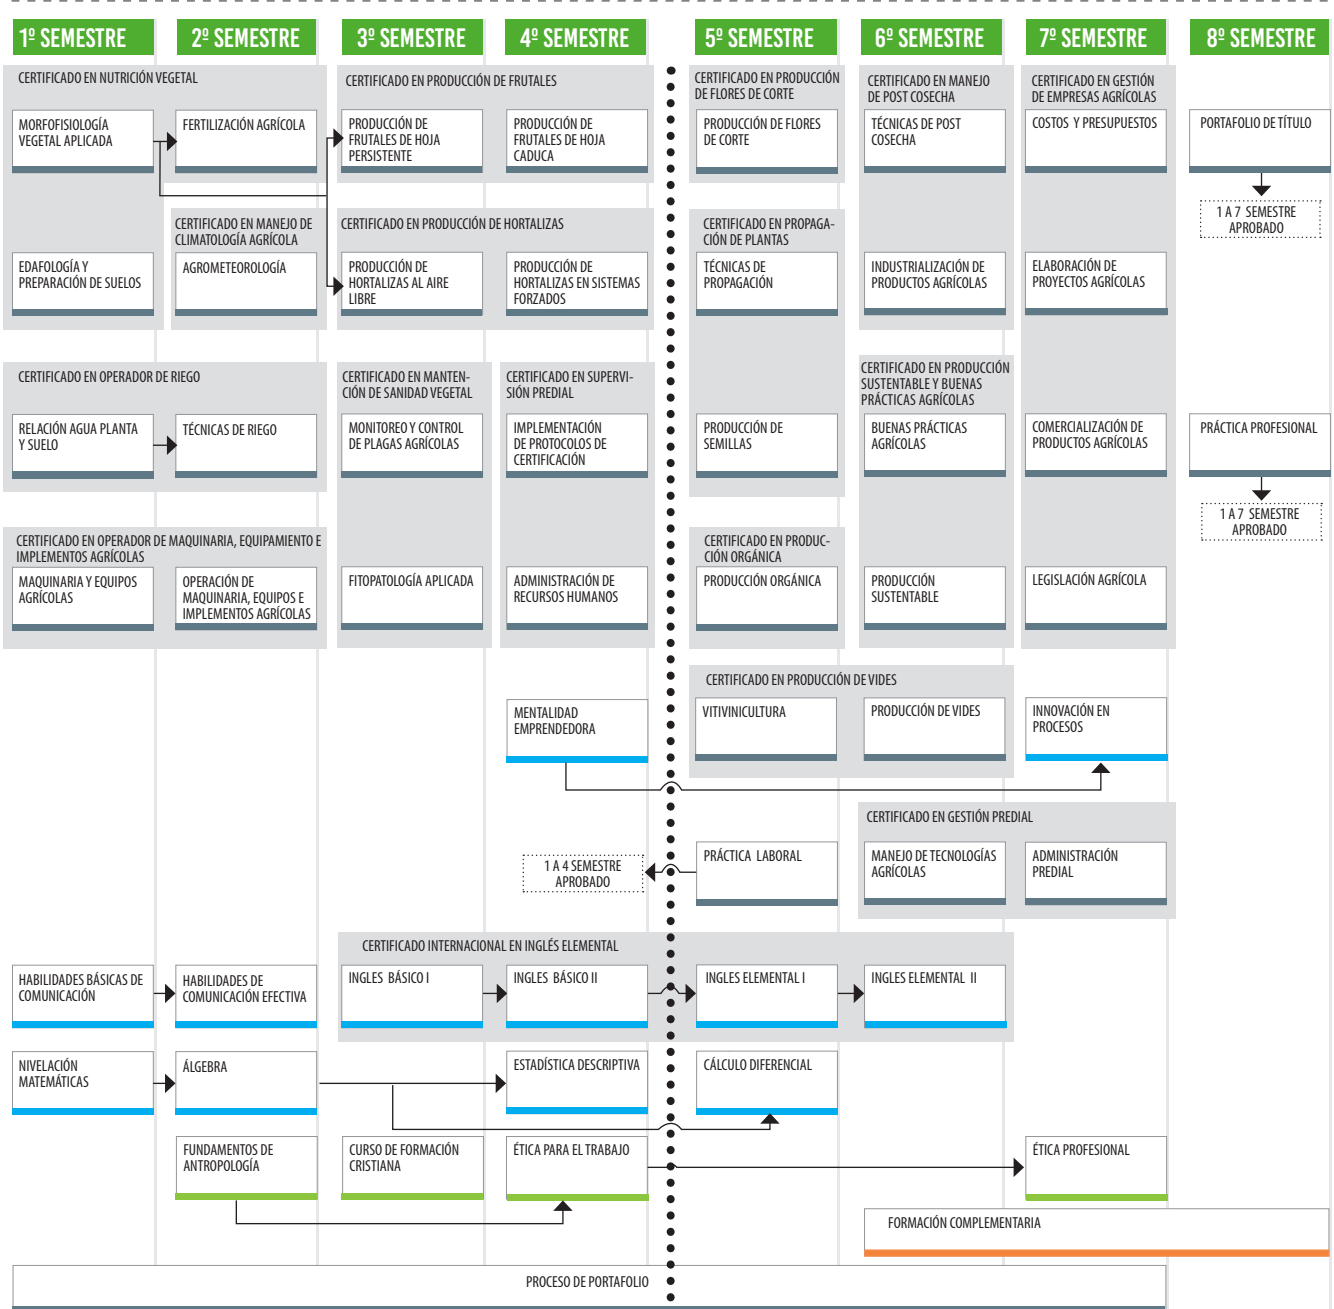 1º SEMESTRE
2º SEMESTRE
3º SEMESTRE
4º SEMESTRE
5º SEMESTRE
6º SEMESTRE
7º SEMESTRE
8º SEMESTRE
CERTIFICADO EN NUTRICIÓN VEGETAL
CERTIFICADO EN PRODUCCIÓN DE FRUTALES
CERTIFICADO EN PRODUCCIÓN
DE FLORES DE CORTE
CERTIFICADO EN MANEJO
DE POST COSECHA
CERTIFICADO EN GESTIÓN
DE EMPRESAS AGRÍCOLAS
MORFOFISIOLOGÍA
VEGETAL APLICADA
FERTILIZACIÓN AGRÍCOLA
PRODUCCIÓN DE
FRUTALES DE HOJA
PERSISTENTE
PRODUCCIÓN DE
FRUTALES DE HOJA
CADUCA
PRODUCCIÓN DE FLORES
DE CORTE
TÉCNICAS DE POST
COSECHA
COSTOS Y PRESUPUESTOS
PORTAFOLIO DE TÍTULO
1 A 7 SEMESTRE
APROBADO
CERTIFICADO EN MANEJO DE
CLIMATOLOGÍA AGRÍCOLA
CERTIFICADO EN PRODUCCIÓN DE HORTALIZAS
CERTIFICADO EN PROPAGA-
CIÓN DE PLANTAS
EDAFOLOGÍA Y
PREPARACIÓN DE SUELOS
AGROMETEOROLOGÍA
PRODUCCIÓN DE
HORTALIZAS AL AIRE
LIBRE
PRODUCCIÓN DE
HORTALIZAS EN SISTEMAS
FORZADOS
TÉCNICAS DE
PROPAGACIÓN
INDUSTRIALIZACIÓN DE
PRODUCTOS AGRÍCOLAS
ELABORACIÓN DE
PROYECTOS AGRÍCOLAS
CERTIFICADO EN OPERADOR DE RIEGO
CERTIFICADO EN MANTEN-
CIÓN DE SANIDAD VEGETAL
CERTIFICADO EN SUPERVI-
SIÓN PREDIAL
CERTIFICADO EN PRODUCCIÓN
SUSTENTABLE Y BUENAS
PRÁCTICAS AGRÍCOLAS
RELACIÓN AGUA PLANTA
Y SUELO
TÉCNICAS DE RIEGO
MONITOREO Y CONTROL
DE PLAGAS AGRÍCOLAS
IMPLEMENTACIÓN
DE PROTOCOLOS DE
CERTIFICACIÓN
PRODUCCIÓN DE
SEMILLAS
BUENAS PRÁCTICAS
AGRÍCOLAS
COMERCIALIZACIÓN DE
PRODUCTOS AGRÍCOLAS
PRÁCTICA PROFESIONAL
1 A 7 SEMESTRE
APROBADO
CERTIFICADO EN OPERADOR DE MAQUINARIA, EQUIPAMIENTO E
IMPLEMENTOS AGRÍCOLAS
CERTIFICADO EN PRODUC-
CIÓN ORGÁNICA
MAQUINARIA Y EQUIPOS
AGRÍCOLAS
OPERACIÓN DE
MAQUINARIA, EQUIPOS E
IMPLEMENTOS AGRÍCOLAS
FITOPATOLOGÍA APLICADA
ADMINISTRACIÓN DE
RECURSOS HUMANOS
PRODUCCIÓN ORGÁNICA
PRODUCCIÓN
SUSTENTABLE
LEGISLACIÓN AGRÍCOLA
CERTIFICADO EN PRODUCCIÓN DE VIDES
MENTALIDAD
EMPRENDEDORA
VITIVINICULTURA
PRODUCCIÓN DE VIDES
INNOVACIÓN EN
PROCESOS
CERTIFICADO EN GESTIÓN PREDIAL
1 A 4 SEMESTRE
APROBADO
PRÁCTICA LABORAL
MANEJO DE TECNOLOGÍAS
AGRÍCOLAS
ADMINISTRACIÓN
PREDIAL
CERTIFICADO INTERNACIONAL EN INGLÉS ELEMENTAL
HABILIDADES BÁSICAS DE
COMUNICACIÓN
HABILIDADES DE
COMUNICACIÓN EFECTIVA
INGLES BÁSICO I
INGLES BÁSICO II
INGLES ELEMENTAL I
INGLES ELEMENTAL II
NIVELACIÓN
MATEMÁTICAS
ÁLGEBRA
ESTADÍSTICA DESCRIPTIVA
CÁLCULO DIFERENCIAL
FUNDAMENTOS DE
ANTROPOLOGÍA
CURSO DE FORMACIÓN
CRISTIANA
ÉTICA PARA EL TRABAJO
ÉTICA PROFESIONAL
FORMACIÓN COMPLEMENTARIA
PROCESO DE PORTAFOLIO